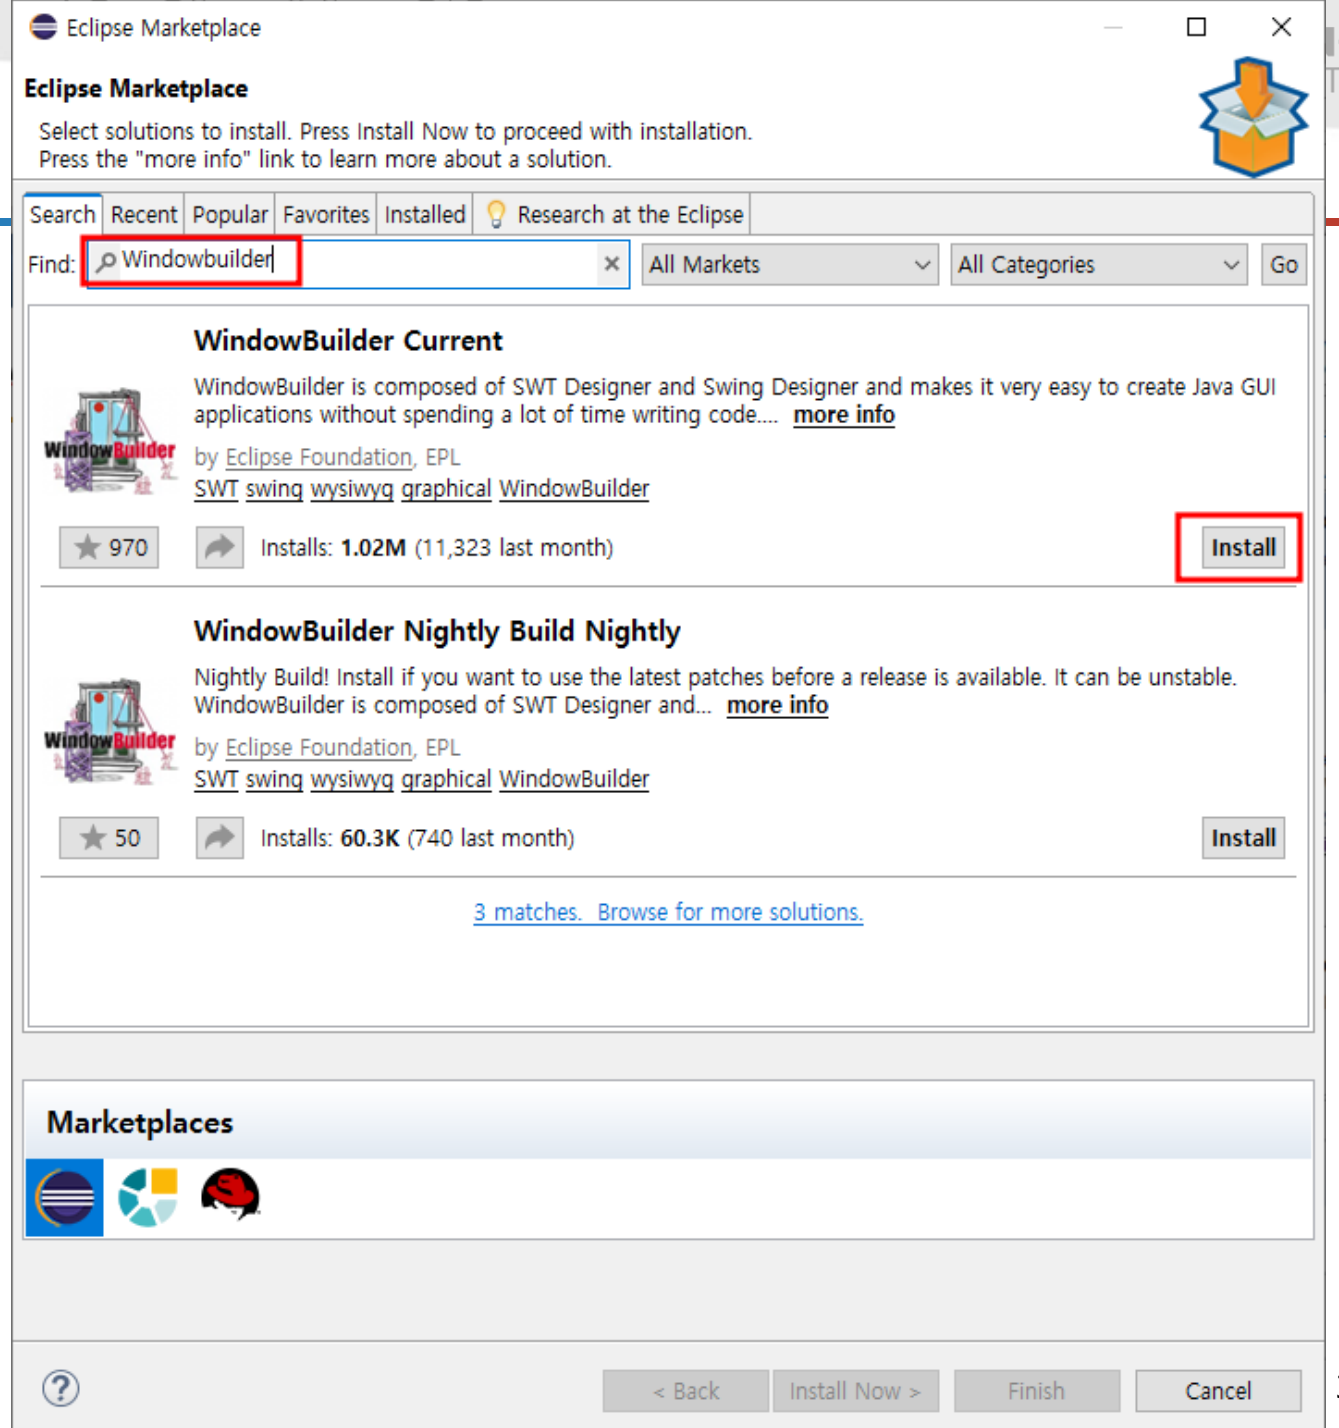 Eclipse Marketplace
Eclipse Marketplace
Select solutions to install. Press Install Now to proceed with installation.
Press the "more info" link to learn more about a solution.
Search Recent Popular Favorites Installed Research at the Eclipse
Find: Windowbuilder All Markets All Categories Go
WindowBuilder Current
WindowBuilder is composed of SWT Designer and Swing Designer and makes it very easy to create Java GUI
applications without spending a lot of time writing code.... more info
WindowBuilder
by Eclipse Foundation, EPL
SWT swing wysiwyg graphical WindowBuilder
970 Installs: 1.02M (11,323 last month) Install
WindowBuilder Nightly Build Nightly
Nightly Build! Install if you want to use the latest patches before a release is available. It can be unstable.
WindowBuilder is composed of SWT Designer and... more info
WindowBuilder
by Eclipse Foundation, EPL
SWT swing wysiwyg graphical WindowBuilder
50 Installs: 60.3K (740 last month) Install
3 matches. Browse for more solutions.
Marketplaces
? < Back Install Now > Finish Cancel